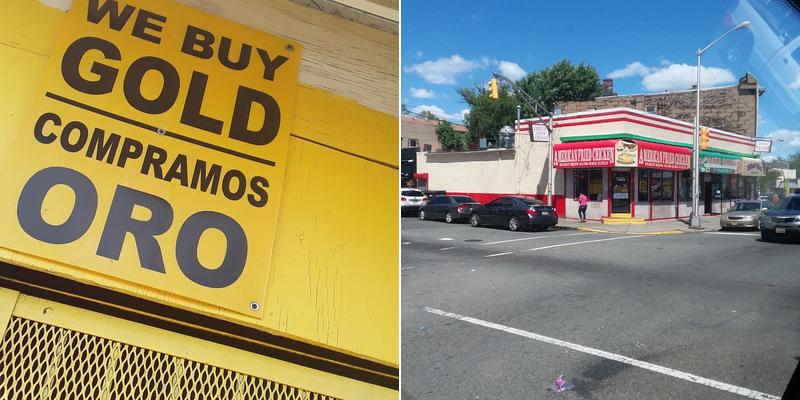 WE BUY
GOLD
COMPRAMOS
ORO
AMERICAN FRIED CHICKEN
AMERICAN FRIED CHICKEN